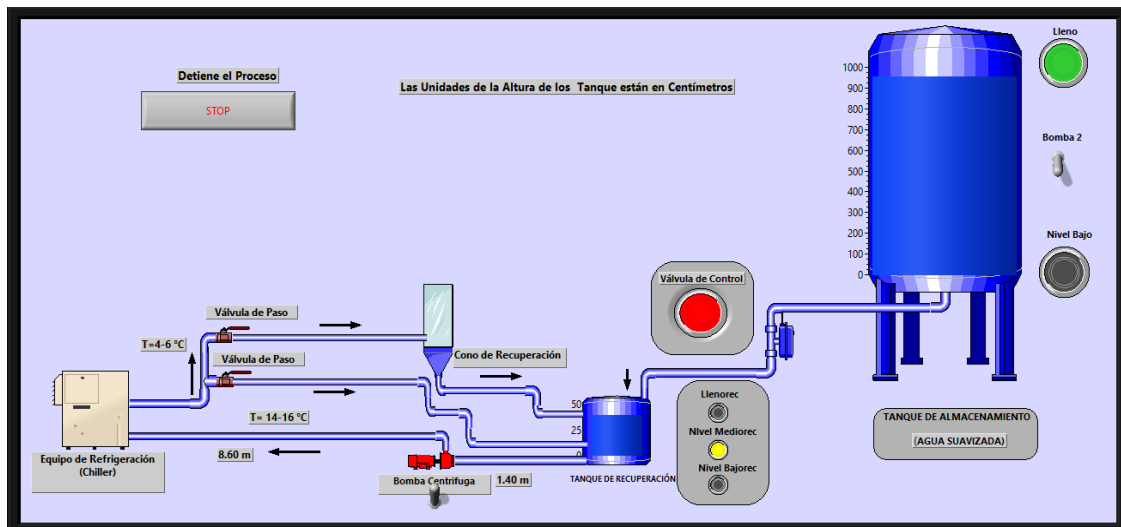 Lleno
Detiene el Proceso
STOP
Las Unidades de la Altura de los Tanque están en Centímetros
1000
900
800
700
600
500
400
300
200
100
0
Bomba 2
Nivel Bajo
Válvula de Control
Válvula de Paso
T=4-6 °C
Válvula de Paso
Cono de Recuperación
T= 14-16 °C
50
25
0
Llenorec
NIvel Mediorec
Nivel Bajorec
TANQUE DE ALMACENAMIENTO
(AGUA SUAVIZADA)
Equipo de Refrigeración
(Chiller)
8.60 m
Bomba Centrífuga
1.40 m
TANQUE DE RECUPERACIÓN